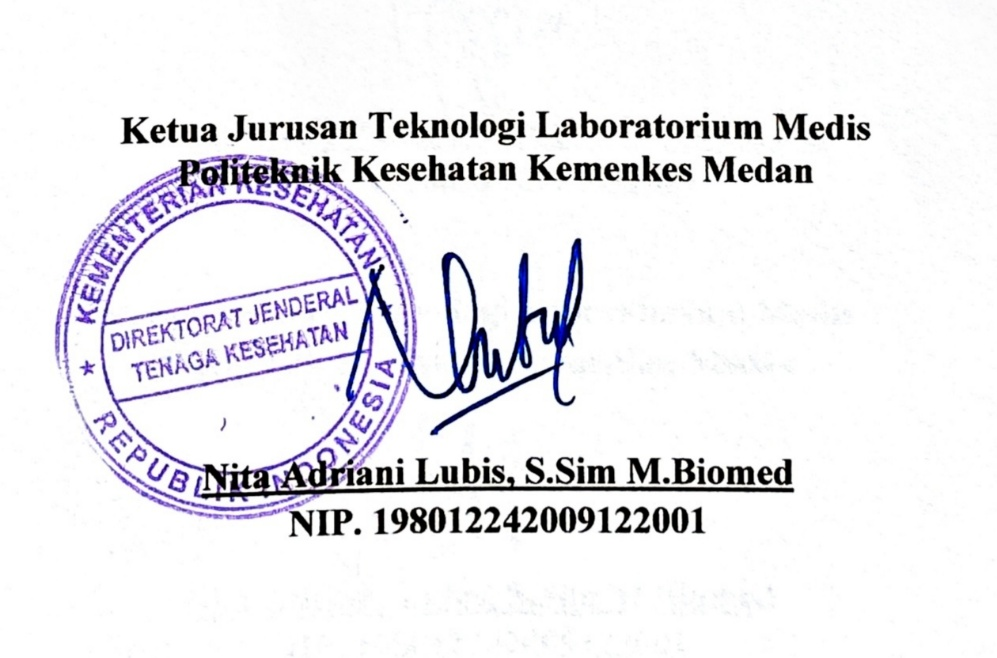 Ketua Jurusan Teknologi Laboratorium Medis
Politeknik Kesehatan Kemenkes Medan
KEMENTERIAN KESEHATAN
DIREKTORAT JENDERAL
TENAGA KESEHATAN
REPUBLIK INDONESIA
Nita Adriani Lubis, S.Sim M.Biomed
NIP. 198012242009122001